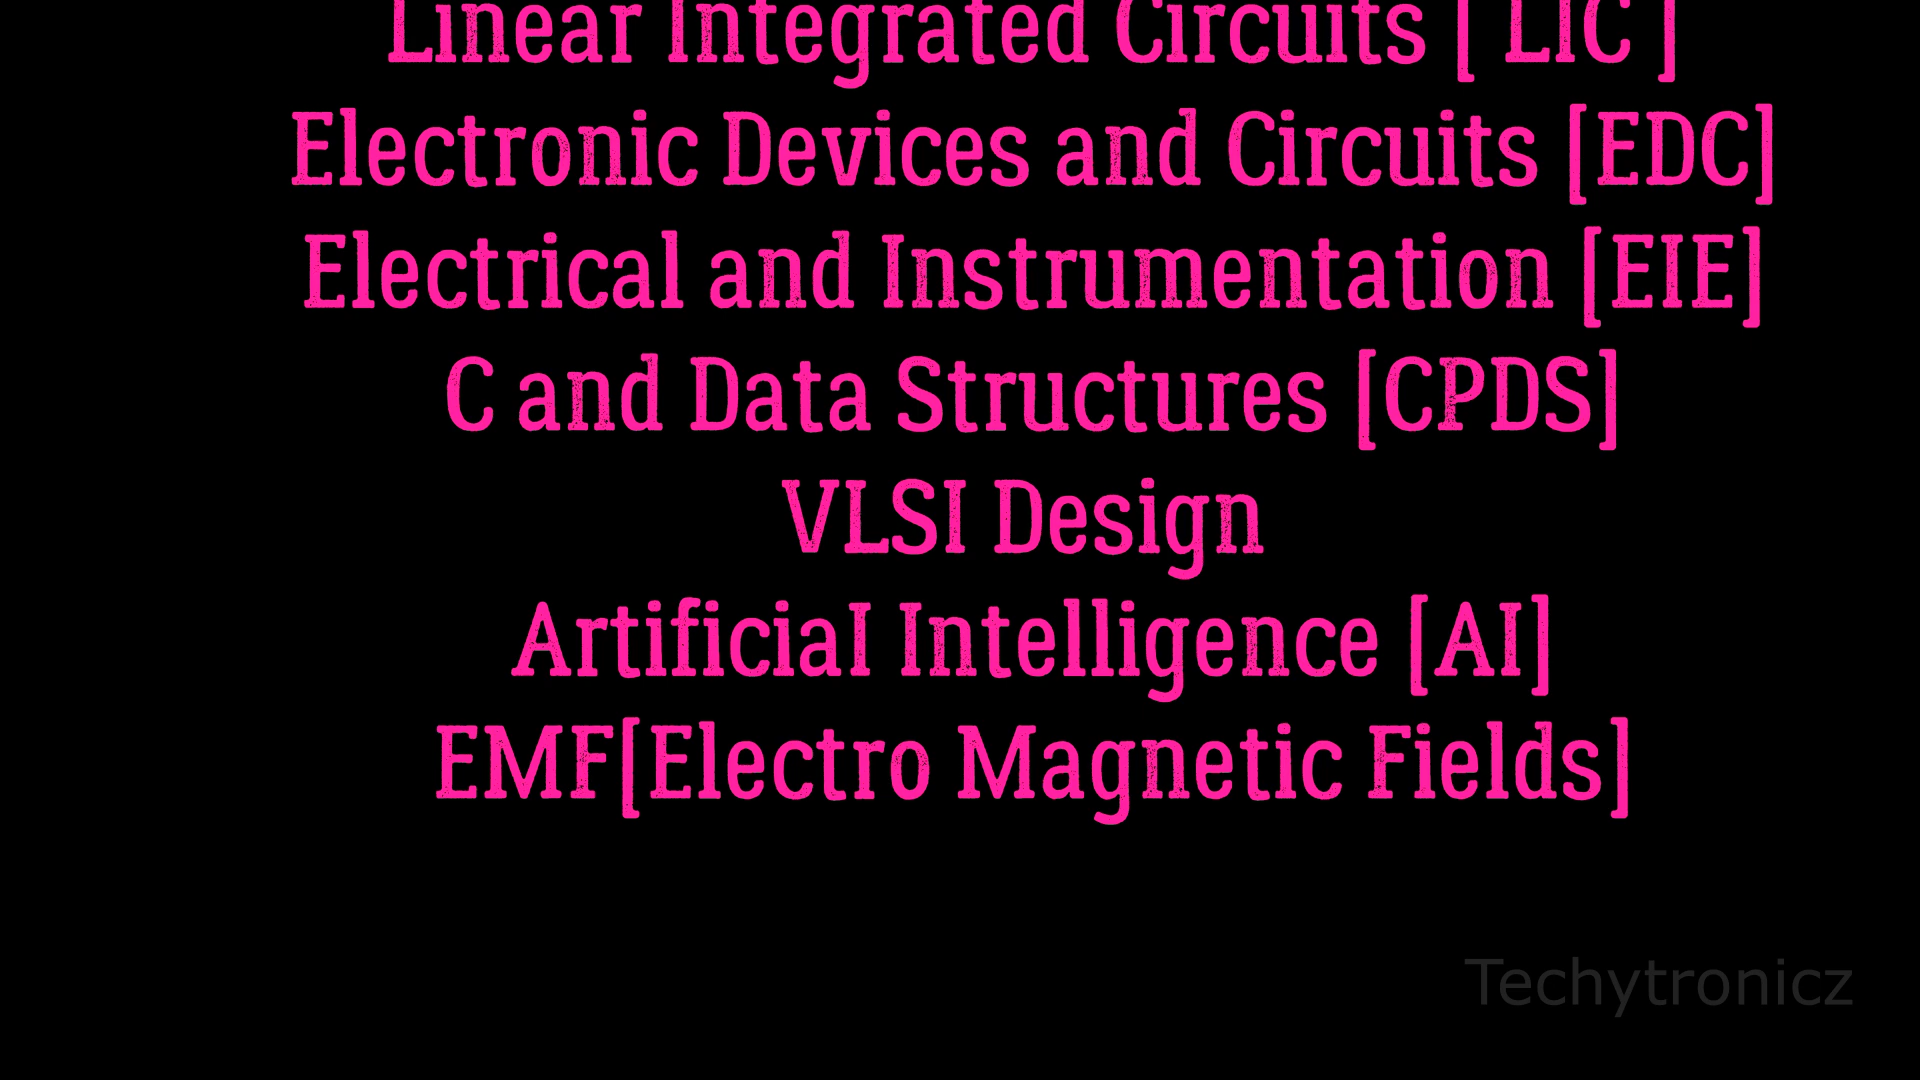 Linear Integrated Circuits [ LIC ]
Electronic Devices and Circuits [EDC]
Electrical and Instrumentation [EIE]
C and Data Structures [CPDS]
VLSI Design
ArtificiaI Intelligence [AI]
EMF[Electro Magnetic Fields]
Techytronicz